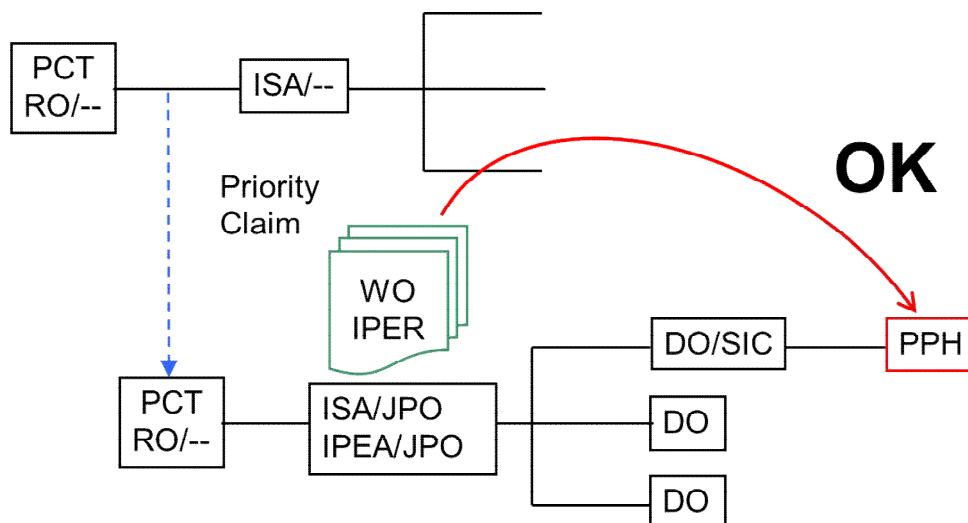 PCT
RO/--
ISA/--
OK
Priority
Claim
WO
IPER
DO/SIC
PPH
PCT
RO/--
ISA/JPO
IPEA/JPO
DO
DO